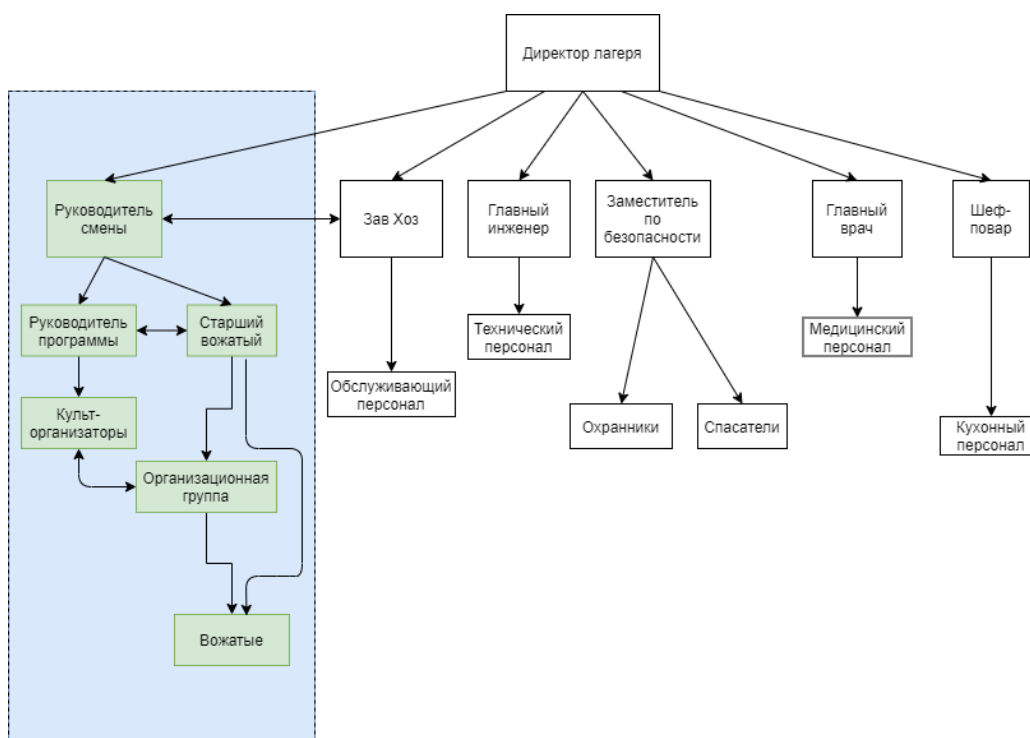 Директор лагеря
Руководитель
смены
Зав Хоз
Главный
инженер
Заместитель
по
безопасности
Главный
врач
Шеф-
повар
Руководитель
программы
Старший
вожатый
Технический
персонал
Медицинский
персонал
Обслуживающий
персонал
Культ-
организаторы
Охранники
Спасатели
Кухонный
персонал
Организационная
группа
Вожатые